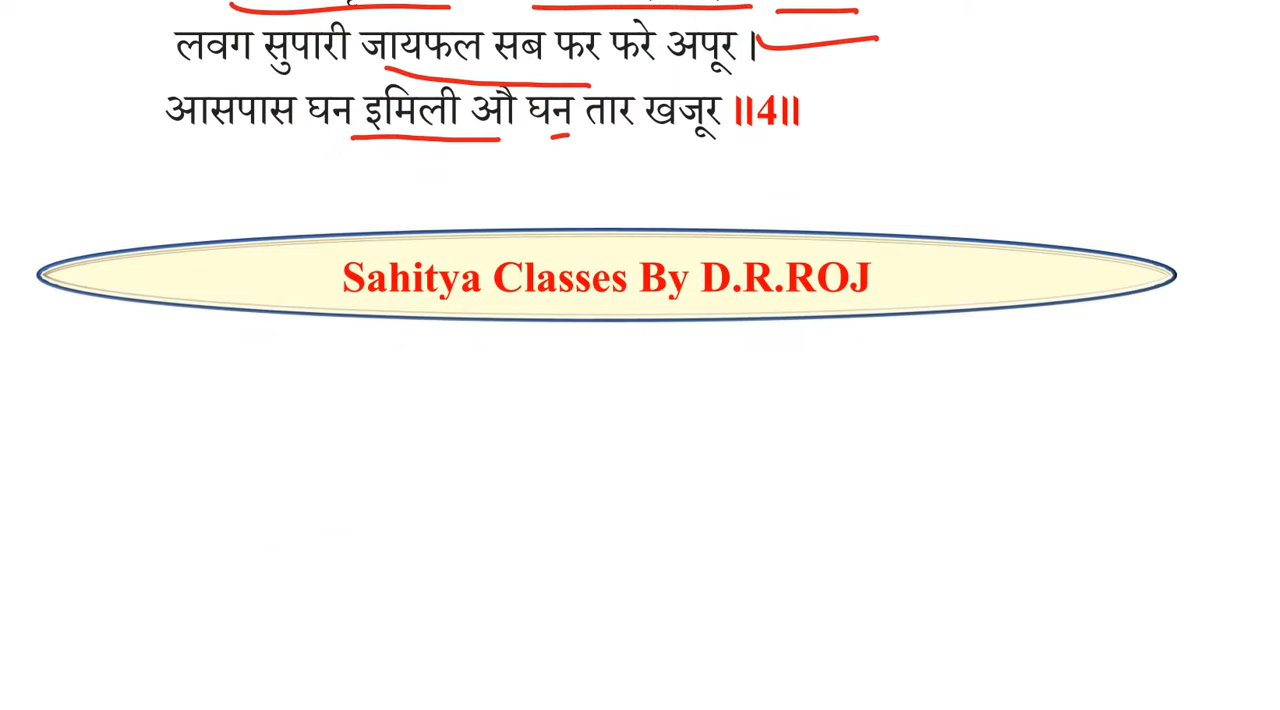 लवग सुपारी जायफल सब फर फरे अपूर।
आसपास घन इमिली औ घन तार खजूर ॥4॥
Sahitya Classes By D.R.ROJ